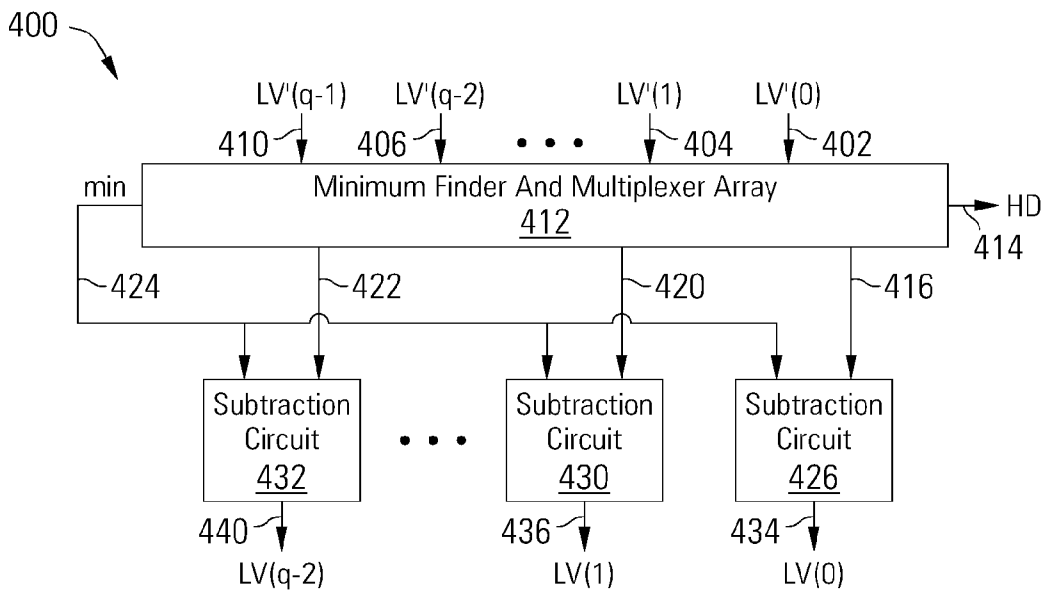 400
LV'(q-1) LV'(q-2) LV'(1) LV'(0)
410 406 404 402
min Minimum Finder And Multiplexer Array HD
412 414
424 422 420 416
Subtraction Subtraction Subtraction
Circuit Circuit Circuit
432 430 426
440 436 434
LV(q-2) LV(1) LV(0)